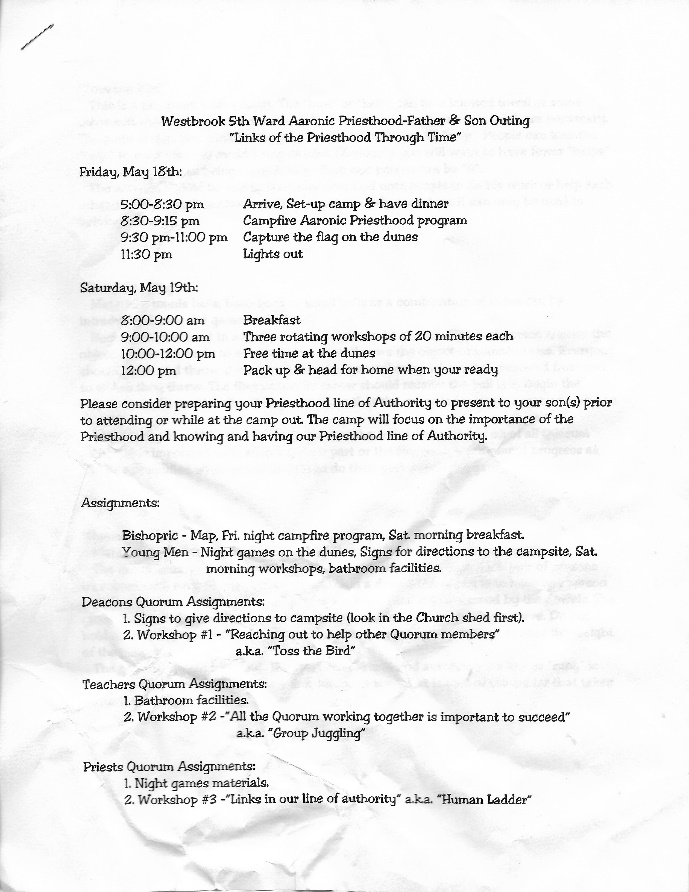 Westbrook 5th Ward Aaronic Priesthood-Father & Son Outing
"Links of the Priesthood Through Time"
Friday, May 18th:
5:00-8:30 pm Arrive, Set-up camp & have dinner
8:30-9:15 pm Campfire Aaronic Priesthood program
9:30 pm-11:00 pm Capture the flag on the dunes
11:30 pm Lights out
Saturday, May 19th:
8:00-9:00 am Breakfast
9:00-10:00 am Three rotating workshops of 20 minutes each
10:00-12:00 pm Free time at the dunes
12:00 pm Pack up & head for home when your ready
Please consider preparing your Priesthood line of Authority to present to your son(s) prior
to attending or while at the camp out. The camp will focus on the importance of the
Priesthood and knowing and having our Priesthood line of Authority.
Assignments:
Bishopric - Map, Fri. night campfire program, Sat. morning breakfast.
Young Men - Night games on the dunes, Signs for directions to the campsite, Sat.
morning workshops, bathroom facilities.
Deacons Quorum Assignments:
1. Signs to give directions to campsite (look in the Church shed first).
2. Workshop #1 - "Reaching out to help other Quorum members"
a.k.a. "Toss the Bird"
Teachers Quorum Assignments:
1. Bathroom facilities.
2. Workshop #2 -"All the Quorum working together is important to succeed"
a.k.a. "Group Juggling"
Priests Quorum Assignments:
1. Night games materials.
2. Workshop #3 -"Links in our line of authority" a.k.a. "Human Ladder"